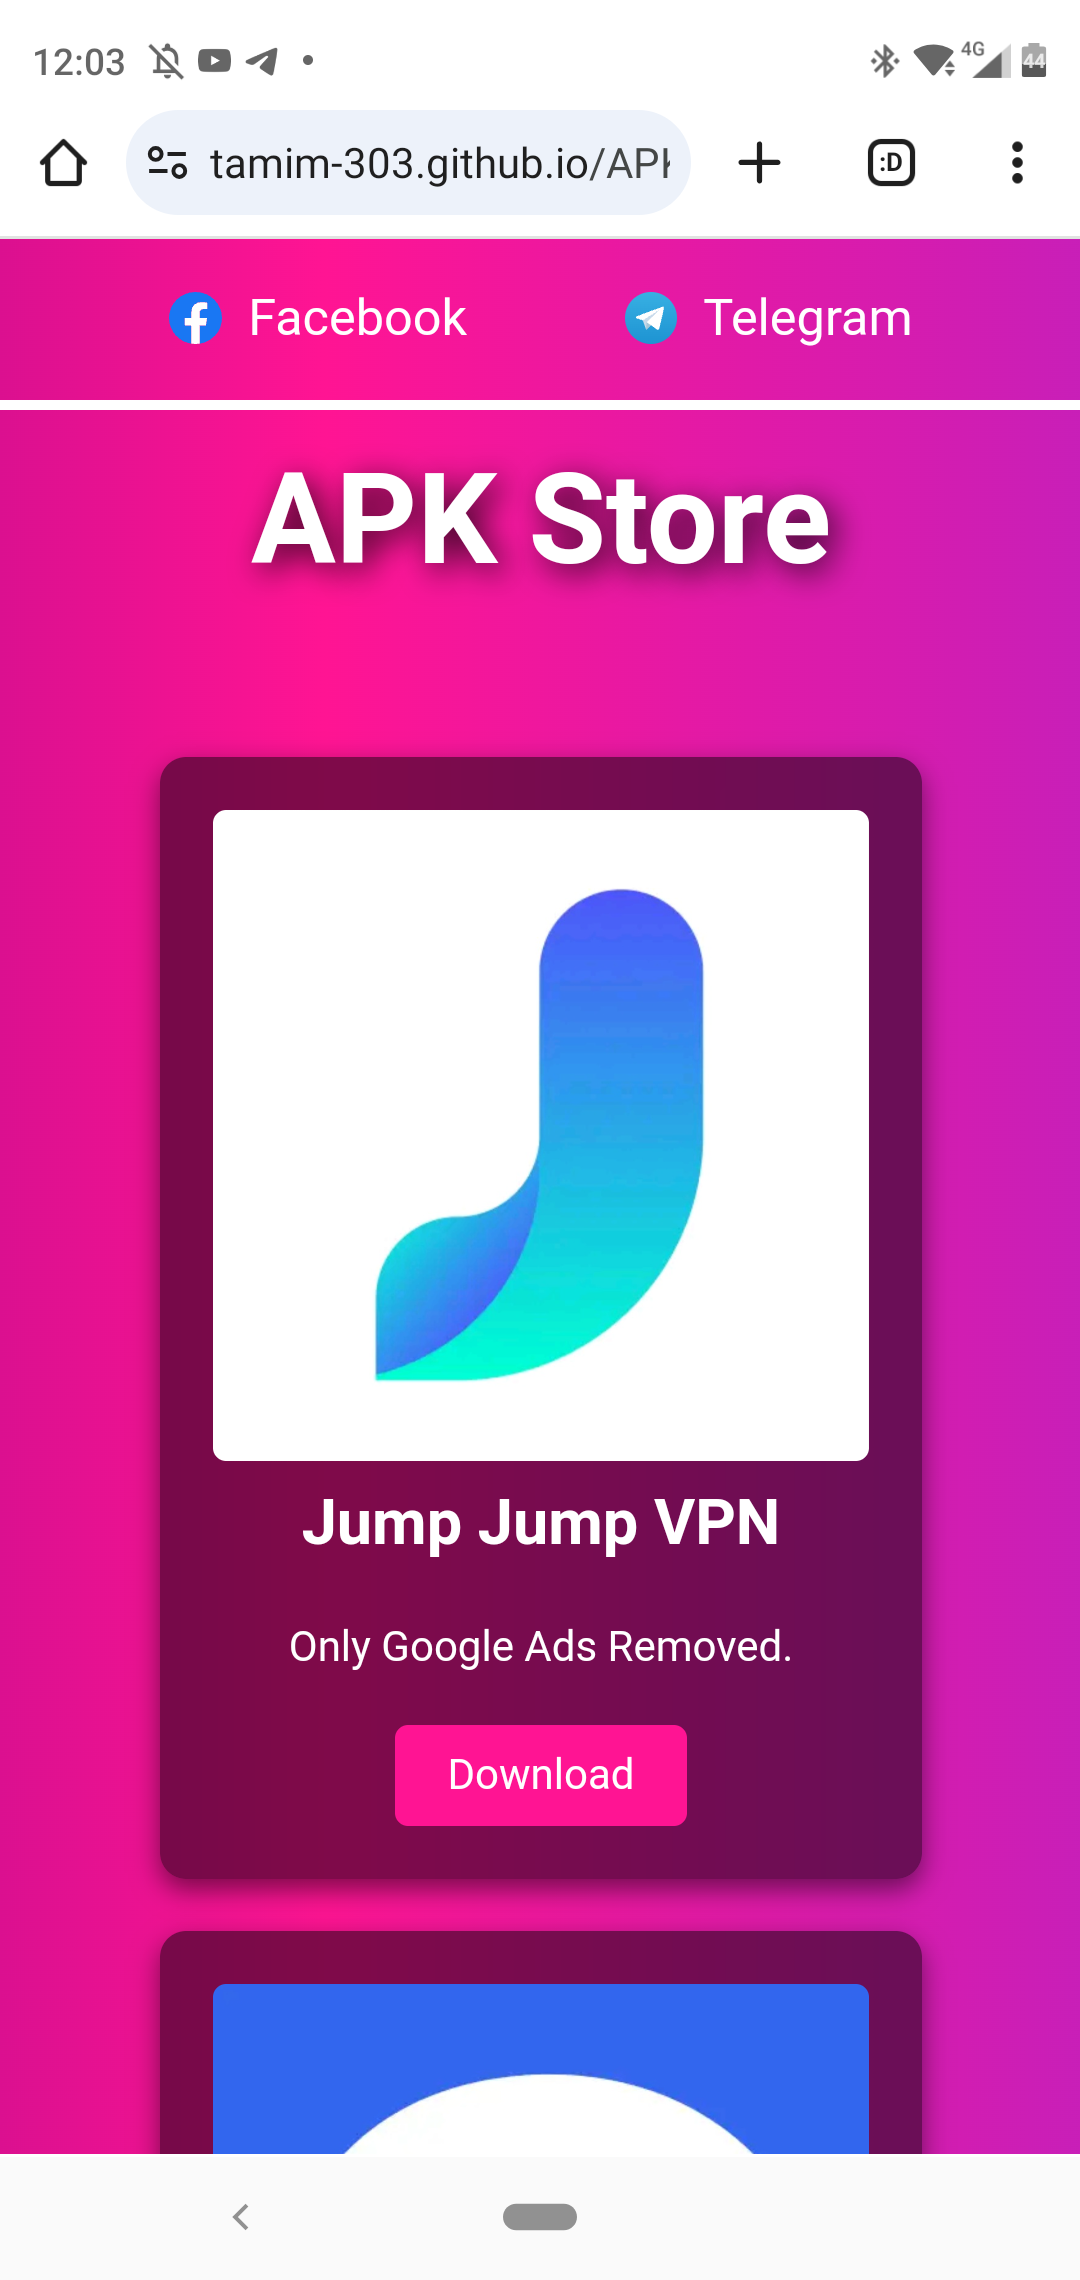 12:03
4G
44
tamim-303.github.io/AP
:D
Facebook
Telegram
APK Store
Jump Jump VPN
Only Google Ads Removed.
Download